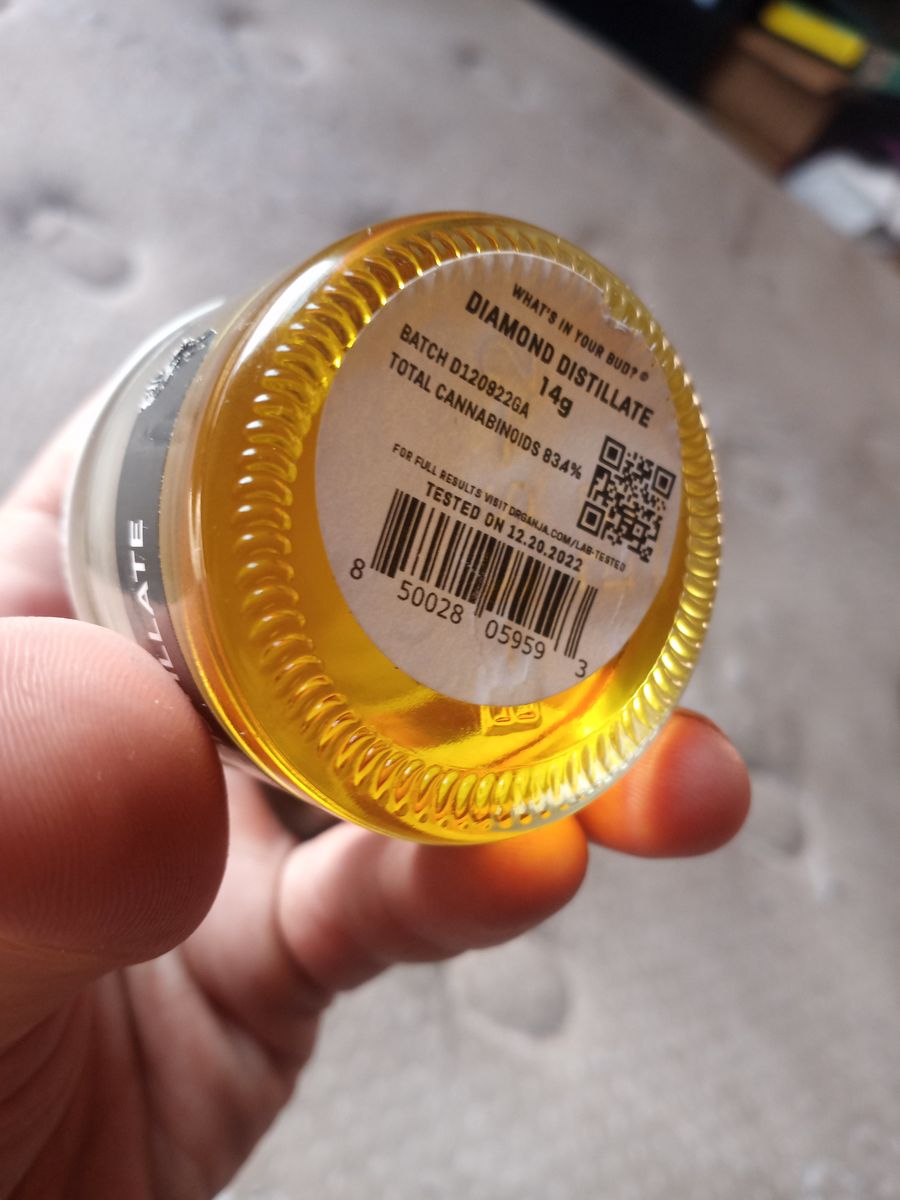 WHAT'S IN YOUR BUD?®
DIAMOND DISTILLATE
14g
BATCH D120822GA
TOTAL CANNABINOIDS 83.4%
FOR FULL RESULTS VISIT DRGANJA.COM/LAB-TESTED
TESTED ON 12.20.2022
8 50028 05959 3
LLATE